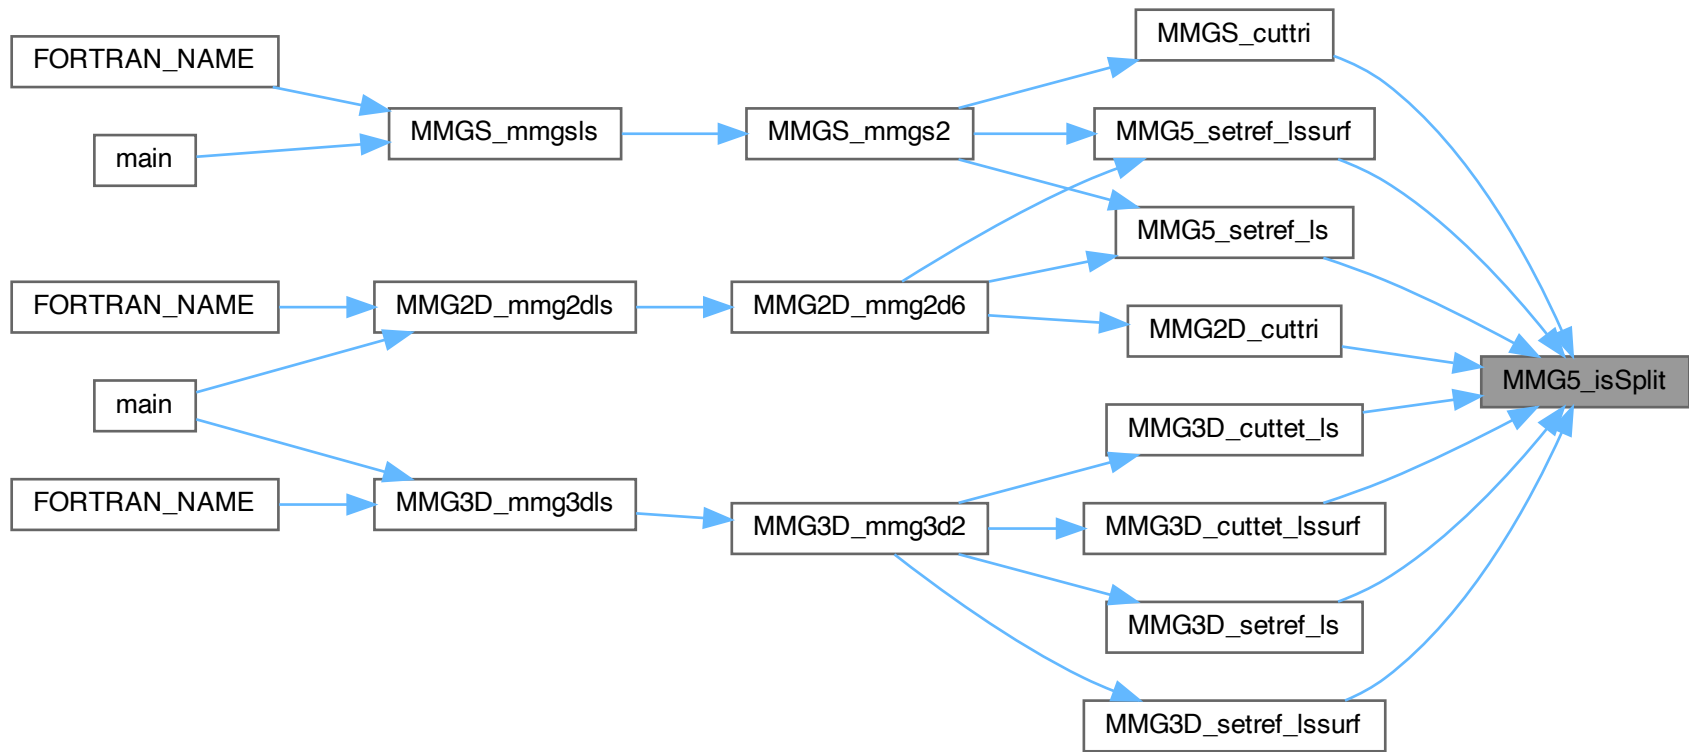 MMGS_cuttri
FORTRAN_NAME
MMGS_mmgsls
MMGS_mmgs2
MMG5_setref_lssurf
main
MMG5_setref_ls
FORTRAN_NAME
MMG2D_mmg2dls
MMG2D_mmg2d6
MMG2D_cuttri
MMG5_isSplit
main
MMG3D_cuttet_ls
FORTRAN_NAME
MMG3D_mmg3dls
MMG3D_mmg3d2
MMG3D_cuttet_lssurf
MMG3D_setref_ls
MMG3D_setref_lssurf